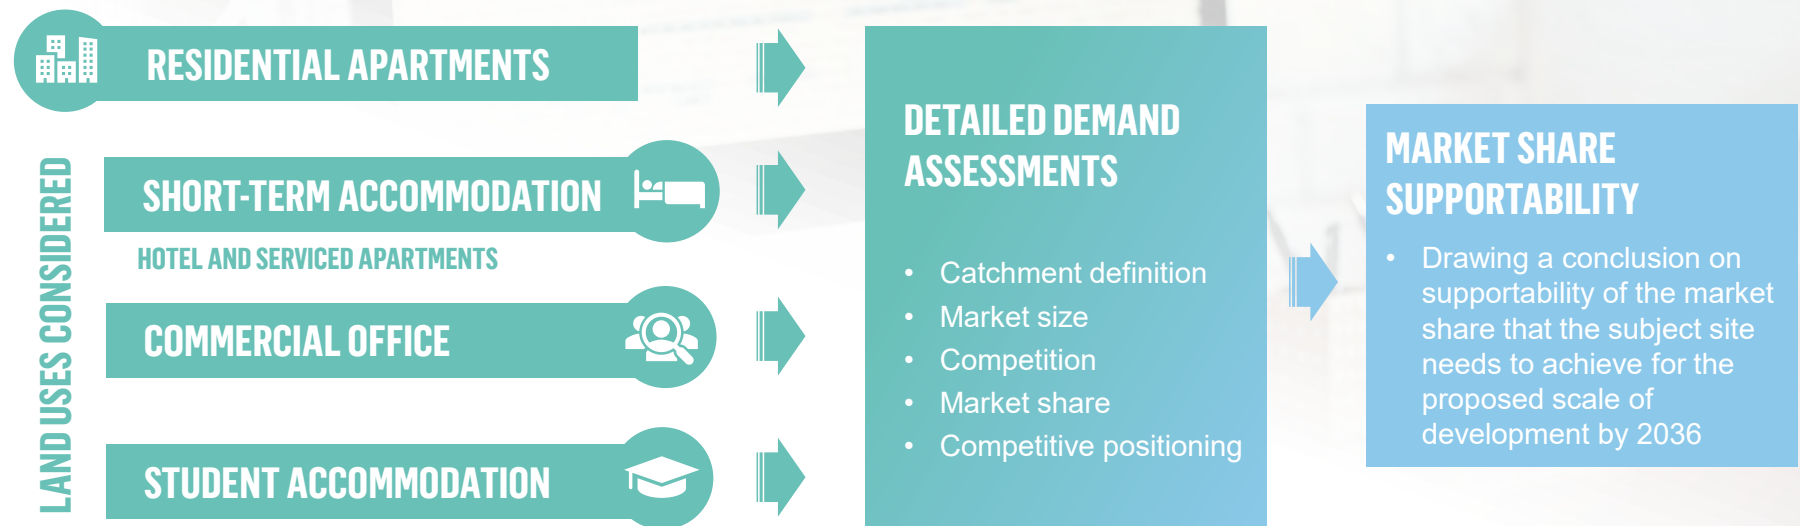 LAND USES CONSIDERED
RESIDENTIAL APARTMENTS
SHORT-TERM ACCOMMODATION
HOTEL AND SERVICED APARTMENTS
COMMERCIAL OFFICE
STUDENT ACCOMMODATION
DETAILED DEMAND
ASSESSMENTS
• Catchment definition
• Market size
• Competition
• Market share
• Competitive positioning
MARKET SHARE
SUPPORTABILITY
• Drawing a conclusion on
supportability of the market
share that the subject site
needs to achieve for the
proposed scale of
development by 2036